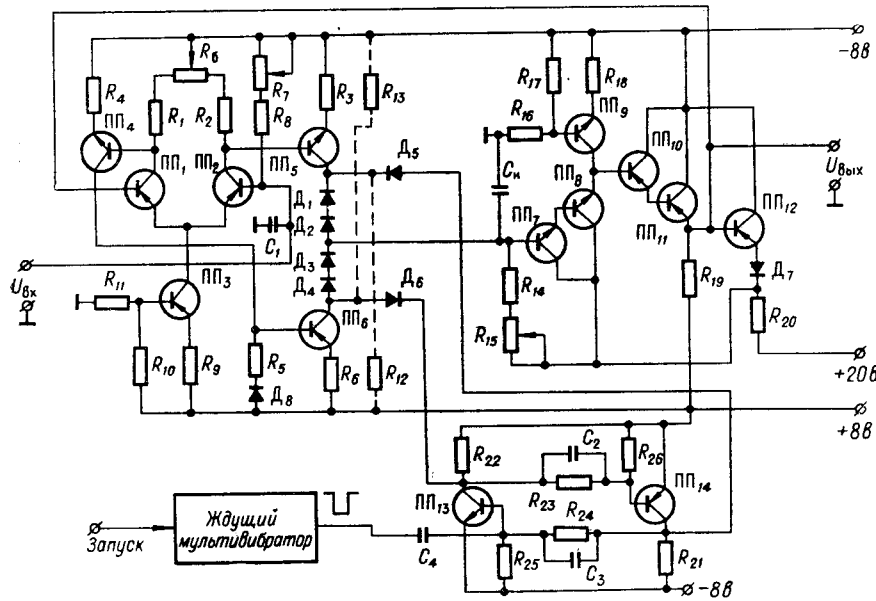 -8в
R₄
R₁
Rб
R₂
R₇
R₈
R₃
R₁₃
R₁₇
R₁₈
R₁₆
ПП₄
ПП₁
ПП₂
ПП₅
Д₅
ПП₉
ПП₁₀
Cн
ПП₈
ПП₇
ПП₁₁
ПП₁₂
Uвых
Д₁
Д₂
Д₃
Д₄
C₁
Uвх
R₁₁
ПП₃
Д₆
R₁₄
R₁₅
R₁₉
Д₇
R₂₀
ПП₆
R₁₀
R₉
R₅
R₆
R₁₂
Д₈
+20в
+8в
R₂₂
C₂
R₂₆
R₂₃
ПП₁₄
ПП₁₃
R₂₄
Запуск
Ждущий
мультивибратор
C₄
R₂₅
C₃
R₂₁
-8в